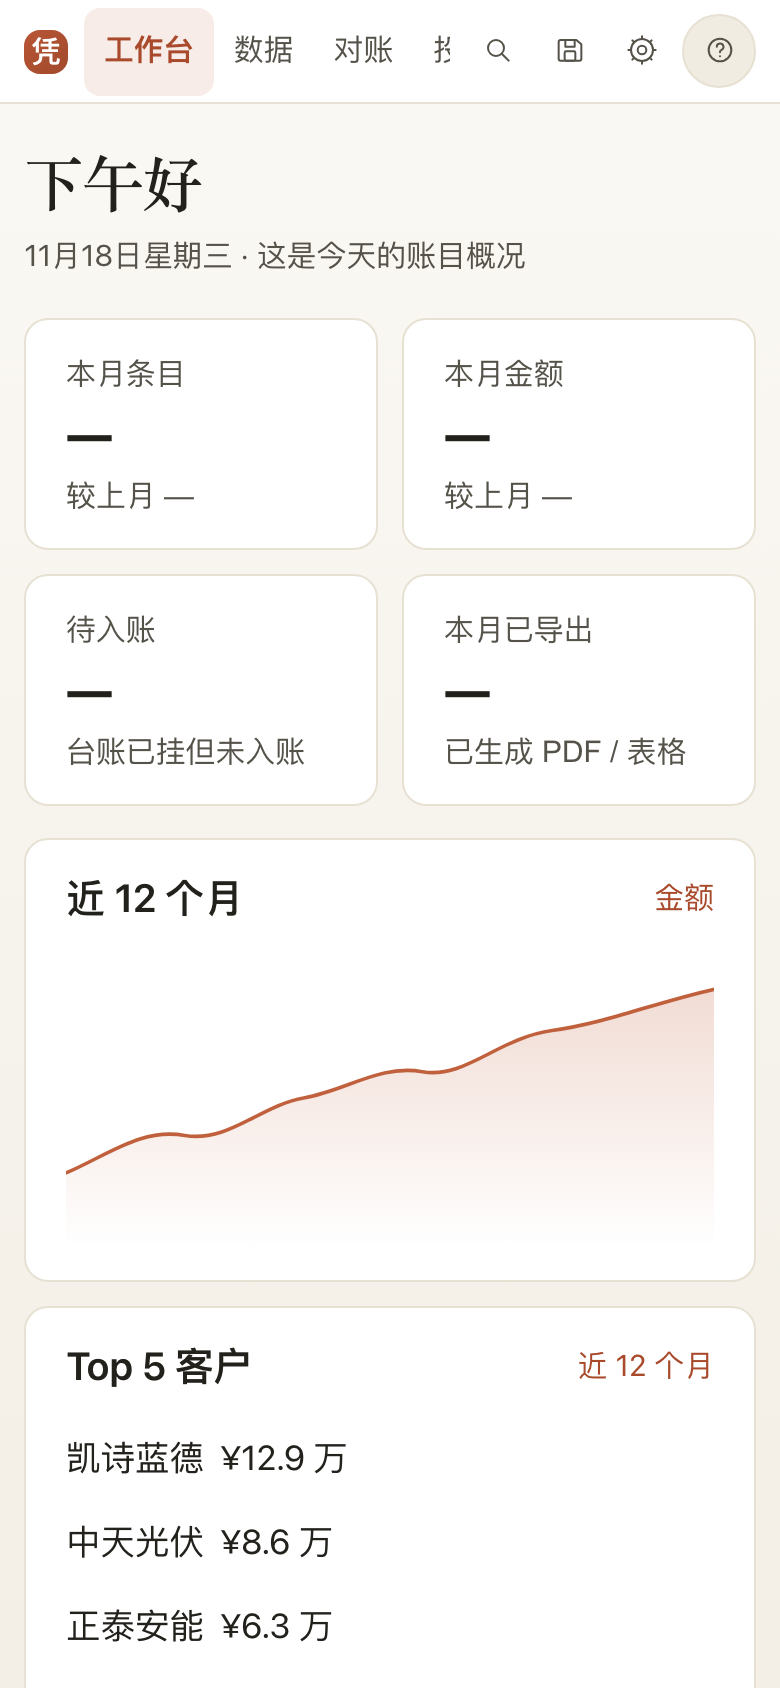 凭 工作台 数据 对账
下午好
11月18日星期三 · 这是今天的账目概况
本月条目
—
较上月 —
本月金额
—
较上月 —
待入账
—
台账已挂但未入账
本月已导出
—
已生成 PDF / 表格
近 12 个月 金额
Top 5 客户 近 12 个月
凯诗蓝德 ¥12.9 万
中天光伏 ¥8.6 万
正泰安能 ¥6.3 万